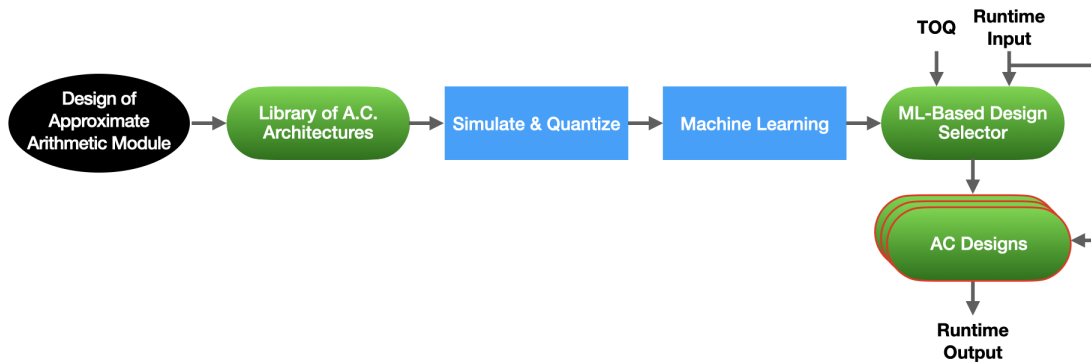 TOQ
Runtime
Input
Design of
Approximate
Arithmetic Module
Library of A.C.
Architectures
Simulate & Quantize
Machine Learning
ML-Based Design
Selector
AC Designs
Runtime
Output